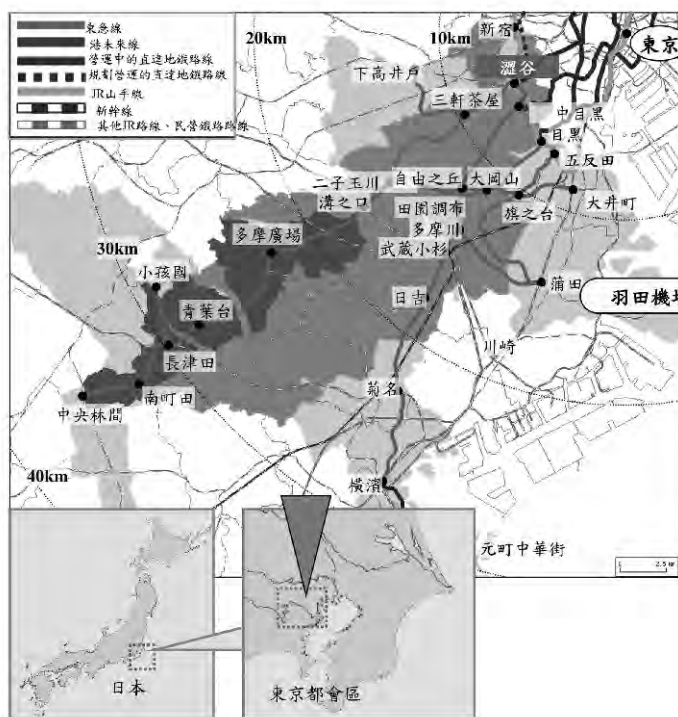 東急線
港未來線
營運中的直達地鐵路線
規劃營運的直達地鐵路線
JR山手線
新幹線
其他JR路線、民營鐵路路線
20km
10km
新宿
東京
下高井戶
澀谷
三軒茶屋
中目黑
目黑
五反田
二子玉川
自由之丘
大岡山
溝之口
田園調布
旗之台
大井町
多摩廣場
多摩川
武蔵小杉
30km
小孩國
日吉
蒲田
羽田機場
青葉台
川崎
長津田
菊名
中央林間
南町田
40km
橫濱
元町中華街
日本
東京都會區